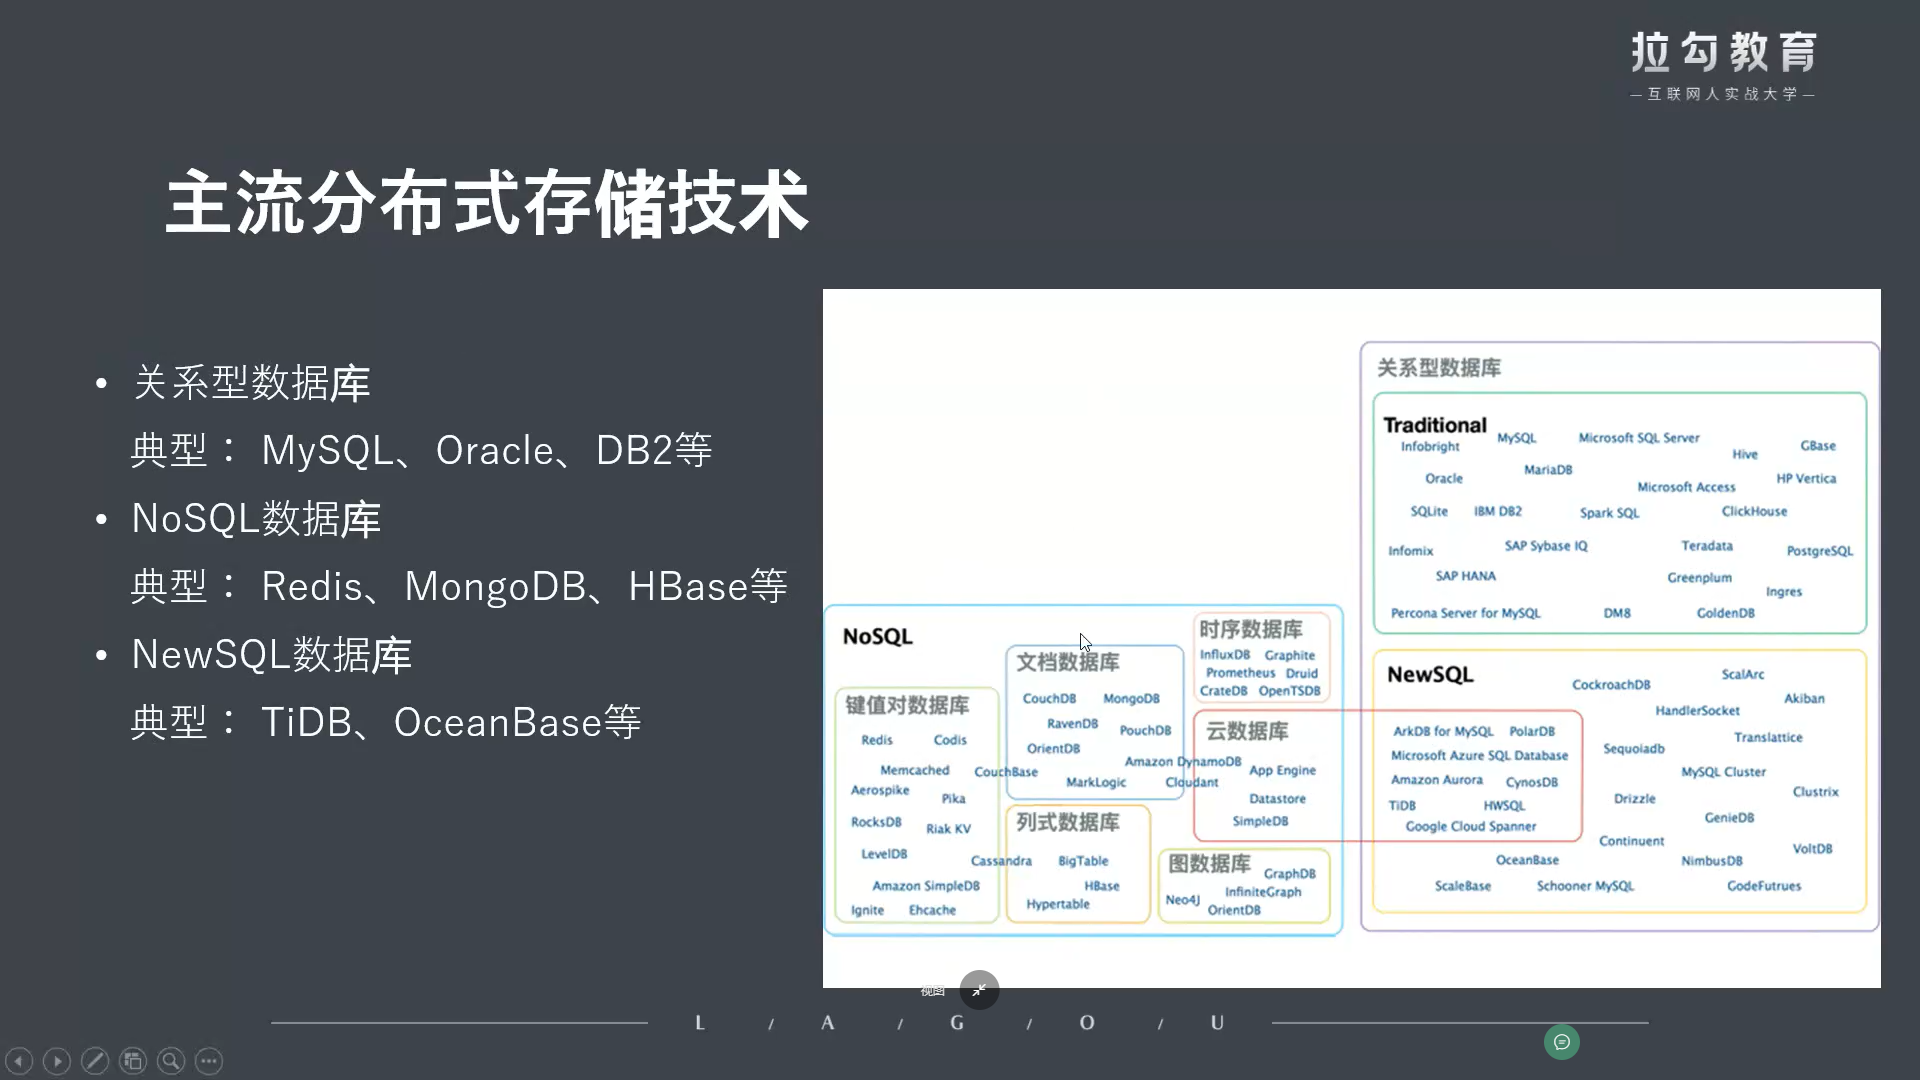 拉勾教育
—互联网人实战大学—
主流分布式存储技术
• 关系型数据库
典型： MySQL、Oracle、DB2等
• NoSQL数据库
典型： Redis、MongoDB、HBase等
• NewSQL数据库
典型： TiDB、OceanBase等
NoSQL
键值对数据库
Redis Codis
Memcached CouchBase
Aerospike
Pika
RocksDB
Riak KV
LevelDB
Cassandra
Amazon SimpleDB
Ignite Ehcache
文档数据库
CouchDB MongoDB
RavenDB
PouchDB
OrientDB
Amazon DynamoDB
MarkLogic Cloudant
列式数据库
BigTable
HBase
Hypertable
时序数据库
InfluxDB Graphite
Prometheus Druid
CrateDB OpenTSDB
云数据库
App Engine
Datastore
SimpleDB
图数据库
GraphDB
InfiniteGraph
Neo4J
OrientDB
关系型数据库
Traditional
Infobright MySQL Microsoft SQL Server
Hive GBase
Oracle MariaDB
Microsoft Access HP Vertica
SQLite IBM DB2 Spark SQL ClickHouse
Infomix SAP Sybase IQ Teradata PostgreSQL
SAP HANA Greenplum
Ingres
Percona Server for MySQL DM8 GoldenDB
NewSQL
CockroachDB ScalArc
HandlerSocket Akiban
ArkDB for MySQL PolarDB
Translattice
Microsoft Azure SQL Database Sequoiadb
Amazon Aurora CynosDB MySQL Cluster
TiDB HWSQL Drizzle Clustrix
Google Cloud Spanner GenieDB
Continuent
OceanBase NimbusDB VoltDB
ScaleBase Schooner MySQL CodeFutrues
视图
L / A / G / O / U